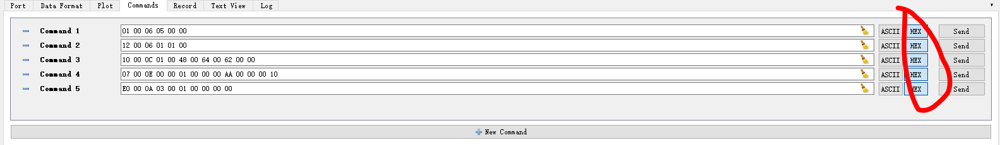 Port Data Format Plot Commands Record Text View Log
Command 1 01 00 06 05 00 00 ASCII HEX Send
Command 2 12 00 06 01 01 00 ASCII HEX Send
Command 3 10 00 0C 01 00 48 00 64 00 62 00 00 ASCII HEX Send
Command 4 07 00 0E 00 00 01 00 00 00 AA 00 00 00 10 ASCII HEX Send
Command 5 E0 00 0A 03 00 01 00 00 00 00 ASCII HEX Send
New Command